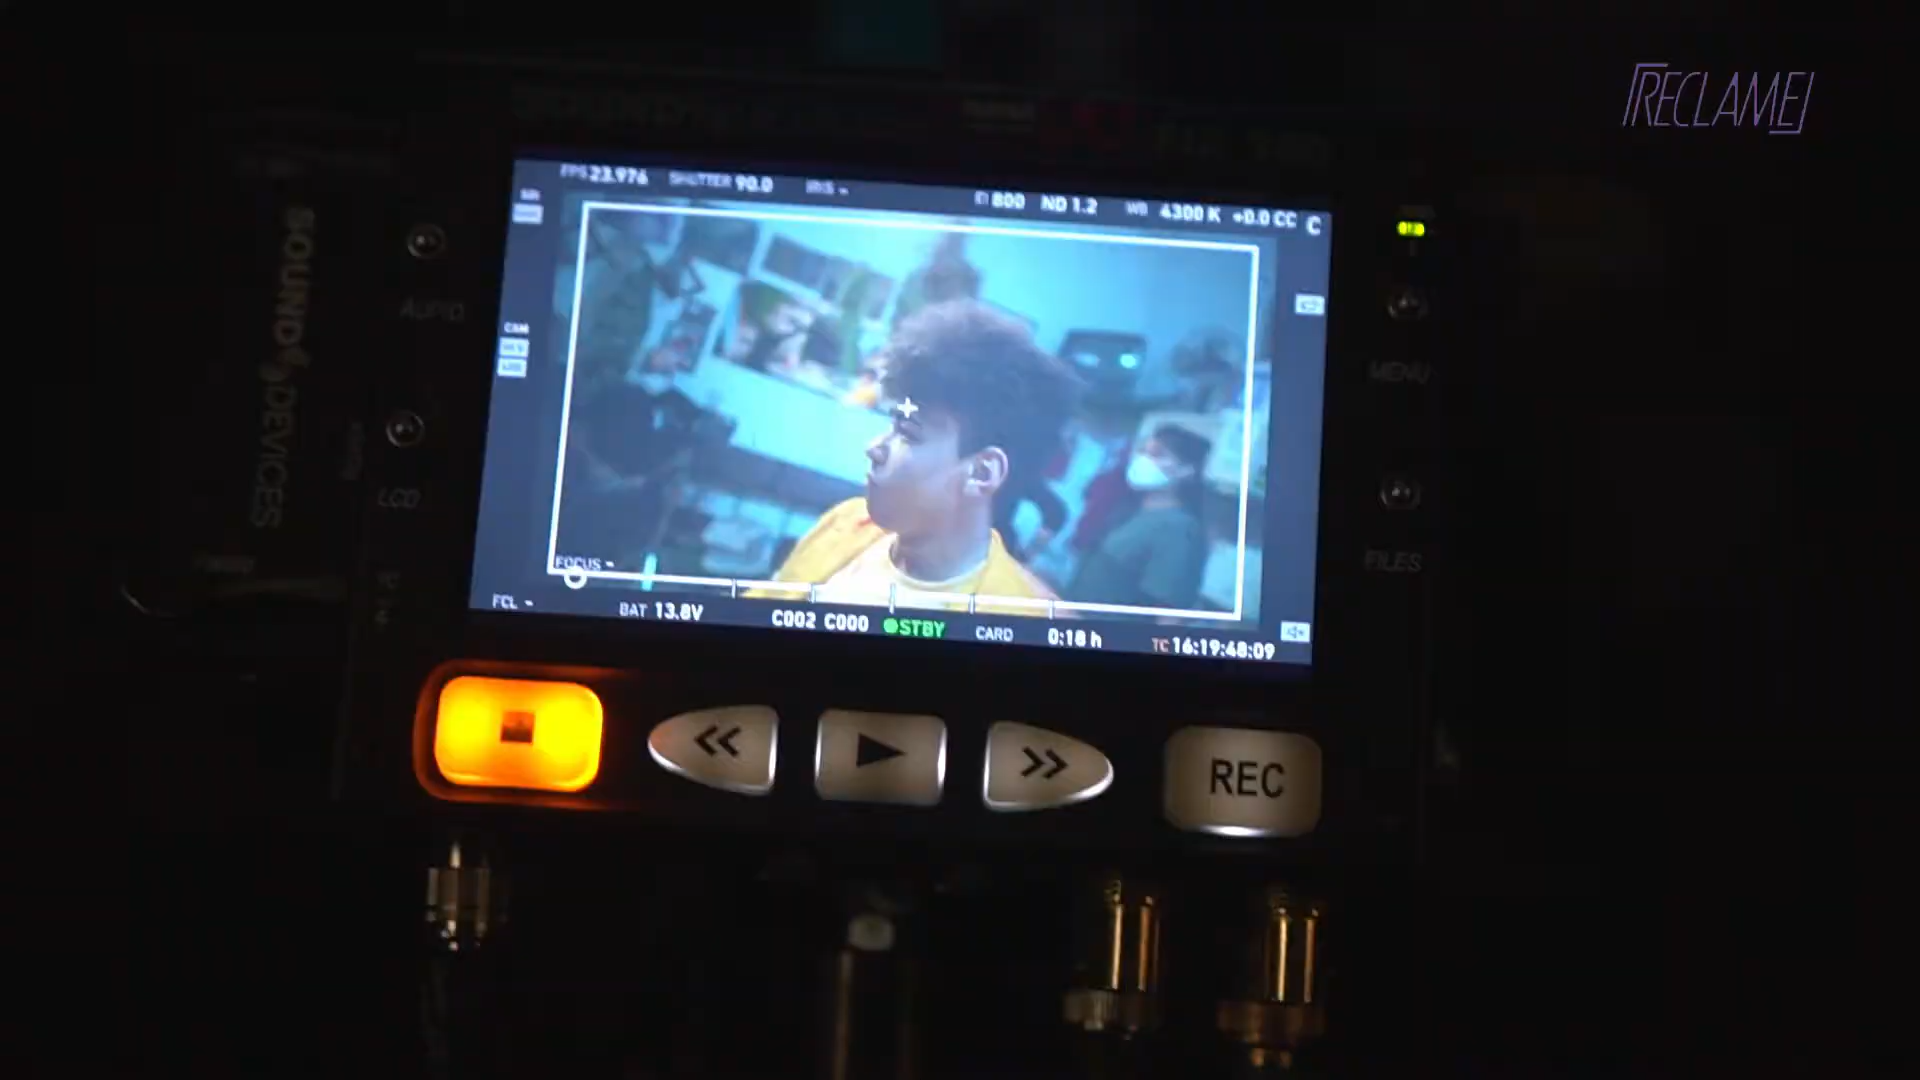 RECLAME
FPS 23.976 SHUTTER 90.0 IRIS -
EI 800 ND 1.2 WB 4300 K +0.0 CC C
SOUND DEVICES
AUDIO
LCD
MENU
FILES
CAM
FOCUS -
FCL - BAT 13.8V C002 C000 STBY CARD 0:18 h TC 16:19:48:09
<< >>
REC